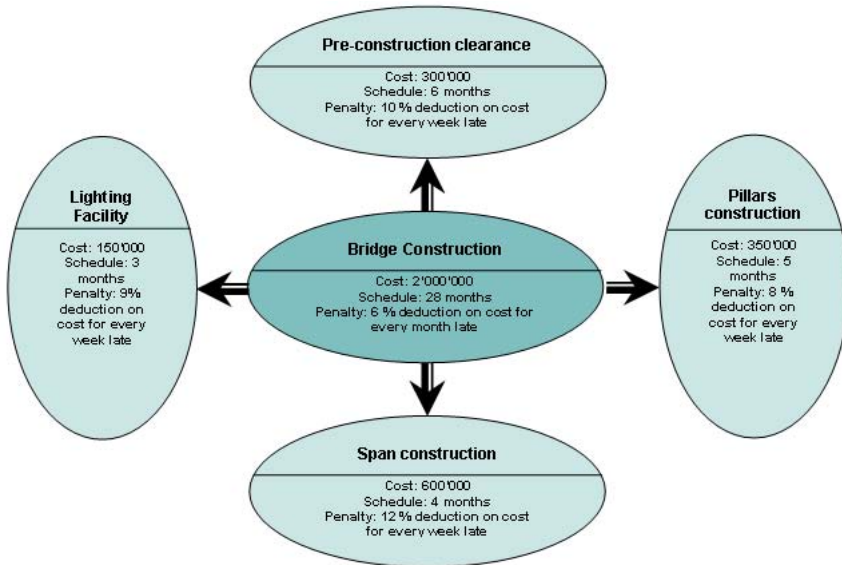 Pre-construction clearance
Cost: 300'000
Schedule: 6 months
Penalty: 10 % deduction on cost
for every week late
Lighting
Facility
Cost: 150'000
Schedule: 3
months
Penalty: 9%
deduction on
cost for every
week late
Bridge Construction
Cost: 2'000'000
Schedule: 28 months
Penalty: 6 % deduction on cost for
every month late
Pillars
construction
Cost: 350'000
Schedule: 5
months
Penalty: 8 %
deduction on
cost for every
week late
Span construction
Cost: 600'000
Schedule: 4 months
Penalty: 12 % deduction on cost
for every week late